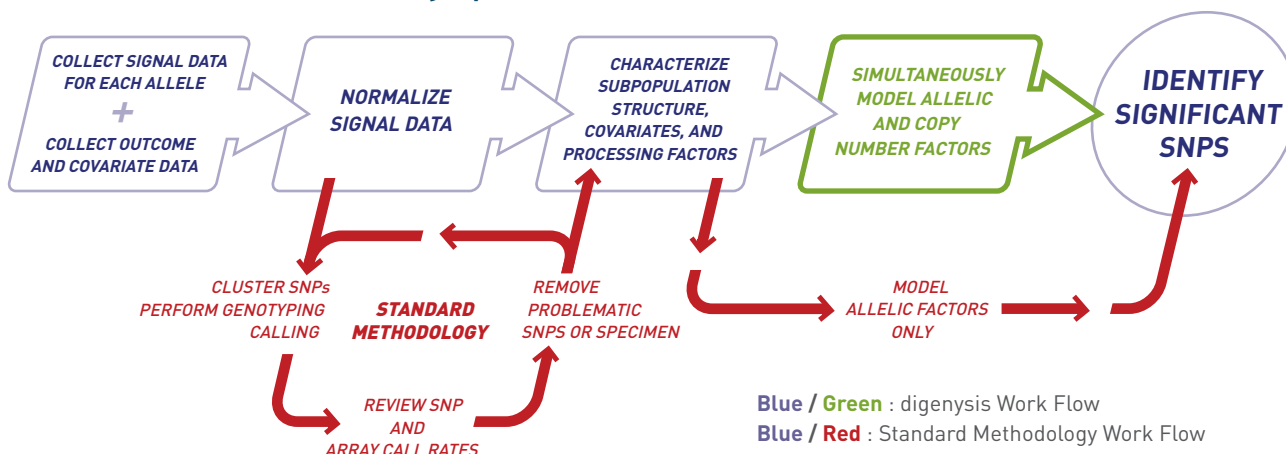 COLLECT SIGNAL DATA
FOR EACH ALLELE
+
COLLECT OUTCOME
AND COVARIATE DATA
NORMALIZE
SIGNAL DATA
CHARACTERIZE
SUBPOPULATION
STRUCTURE,
COVARIATES, AND
PROCESSING FACTORS
SIMULTANEOUSLY
MODEL ALLELIC
AND COPY
NUMBER FACTORS
IDENTIFY
SIGNIFICANT
SNPS
CLUSTER SNPs
PERFORM GENOTYPING
CALLING
STANDARD
METHODOLOGY
REMOVE
PROBLEMATIC
SNPS OR SPECIMEN
MODEL
ALLELIC FACTORS
ONLY
REVIEW SNP
AND
ARRAY CALL RATES
Blue / Green : digenysis Work Flow
Blue / Red : Standard Methodology Work Flow